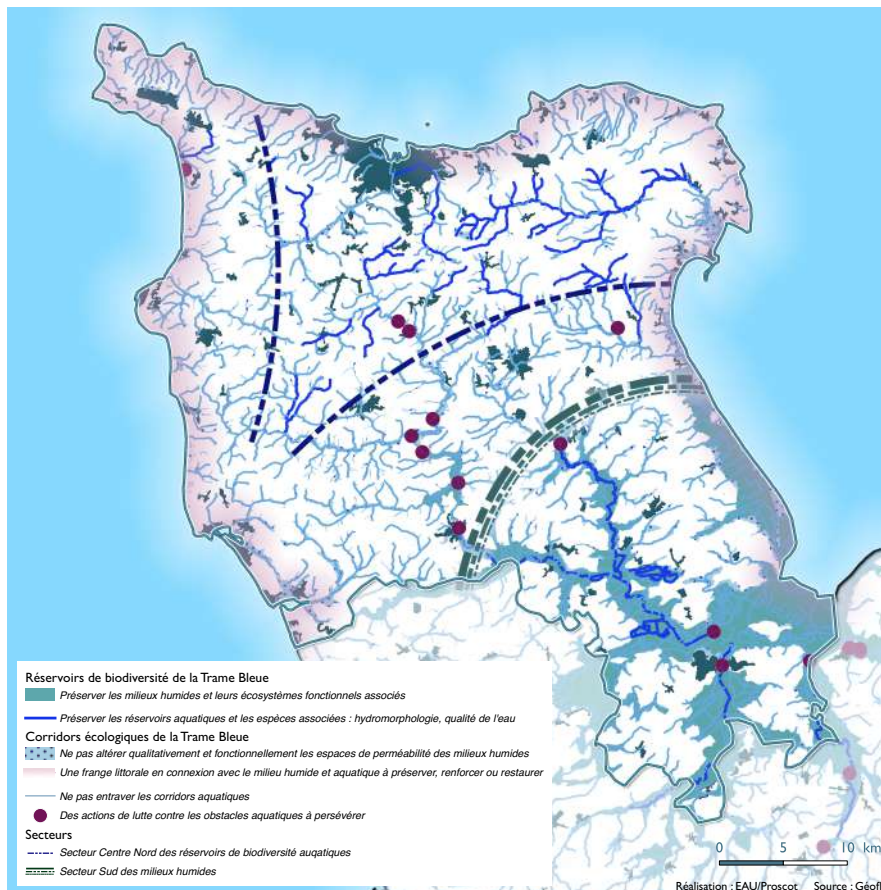 Réservoirs de biodiversité de la Trame Bleue
Préserver les milieux humides et leurs écosystèmes fonctionnels associés
Préserver les réservoirs aquatiques et les espèces associées : hydromorphologie, qualité de l'eau
Corridors écologiques de la Trame Bleue
Ne pas altérer qualitativement et fonctionnellement les espaces de perméabilité des milieux humides
Une frange littorale en connexion avec le milieu humide et aquatique à préserver, renforcer ou restaurer
Ne pas entraver les corridors aquatiques
Des actions de lutte contre les obstacles aquatiques à persévérer
Secteurs
Secteur Centre Nord des réservoirs de biodiversité auqatiques
Secteur Sud des milieux humides
0 5 10 km
Réalisation : EAU/Proscot Source : Géofl